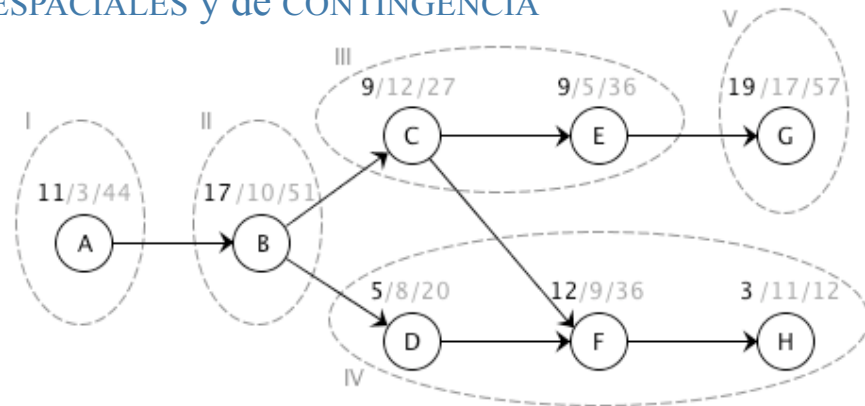 ESPACIALES y de CONTINGENCIA
V
III
9/12/27 9/5/36 19/17/57
I II
C E G
11/3/44 17/10/51
A B
5/8/20 12/9/36 3/11/12
D F H
IV